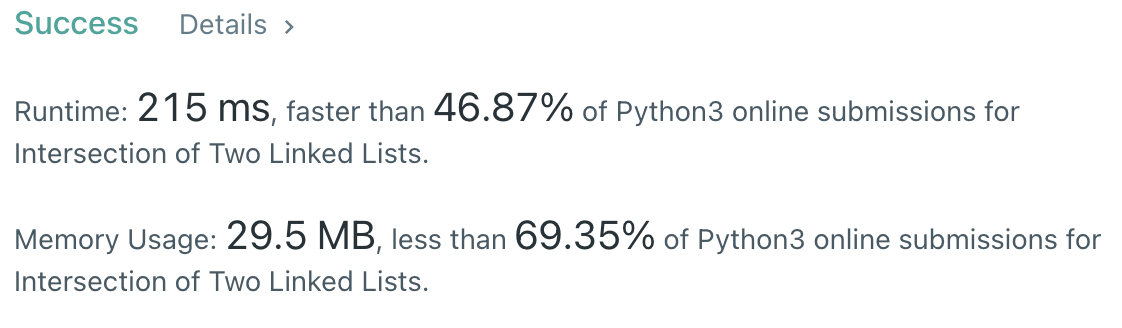 Success Details >
Runtime: 215 ms, faster than 46.87% of Python3 online submissions for
Intersection of Two Linked Lists.
Memory Usage: 29.5 MB, less than 69.35% of Python3 online submissions for
Intersection of Two Linked Lists.